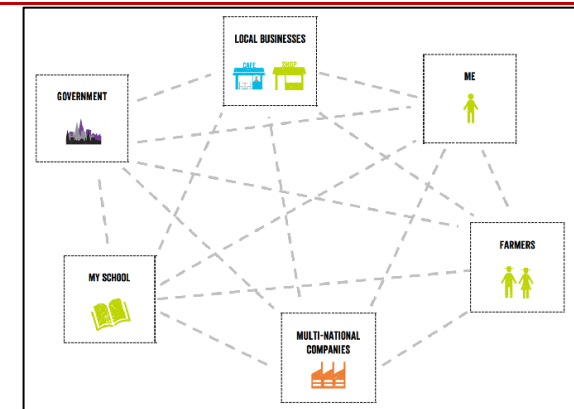 LOCAL BUSINESSES
CAFE
SHOP
ME
GOVERNMENT
FARMERS
MY SCHOOL
MULTI-NATIONAL
COMPANIES